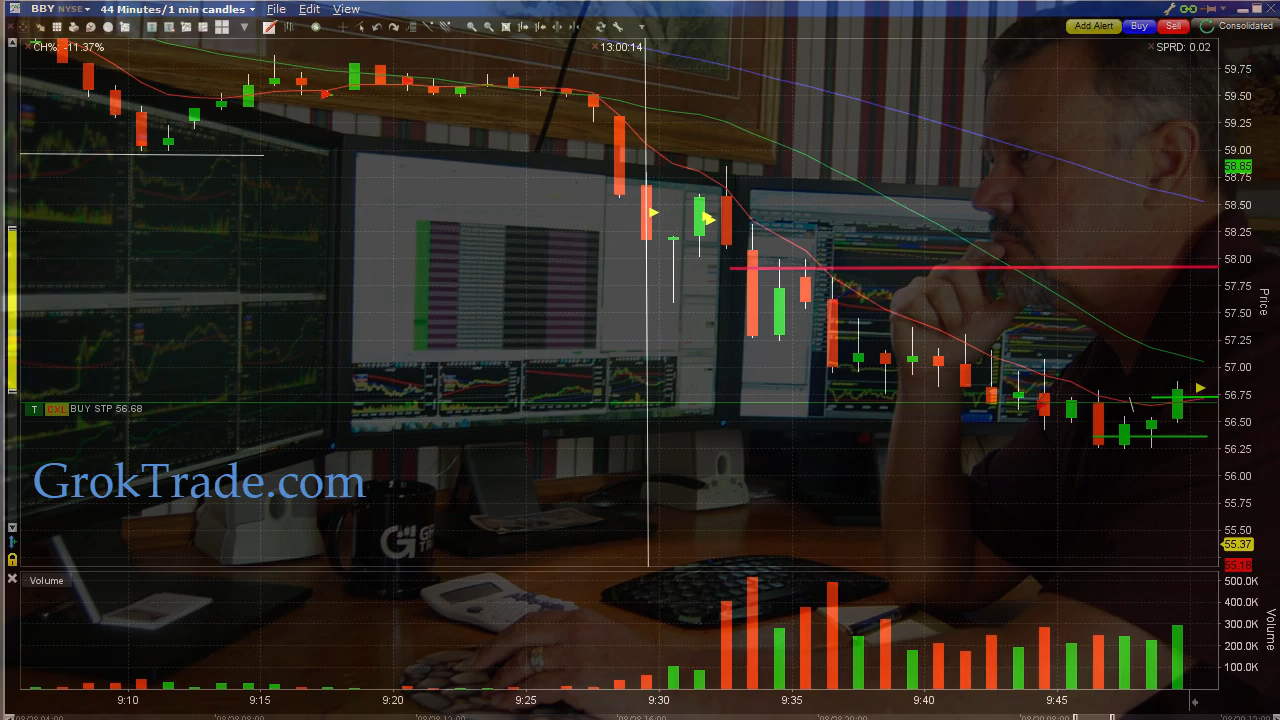 BBY NYSE 44 Minutes/1 min candles File Edit View
Add Alert Buy Sell Consolidated
CH%: -11.37% 13:00:14 SPRD: 0.02
59.75
59.50
59.25
59.00
58.85
58.75
58.50
58.25
58.00
57.75
57.50
57.25
57.00
56.75
56.50
56.25
56.00
55.75
55.50
55.37
55.18
Price
T CXL BUY STP 56.68
GrokTrade.com
Volume
500.0K
400.0K
300.0K
200.0K
100.0K
Volume
9:10 9:15 9:20 9:25 9:30 9:35 9:40 9:45